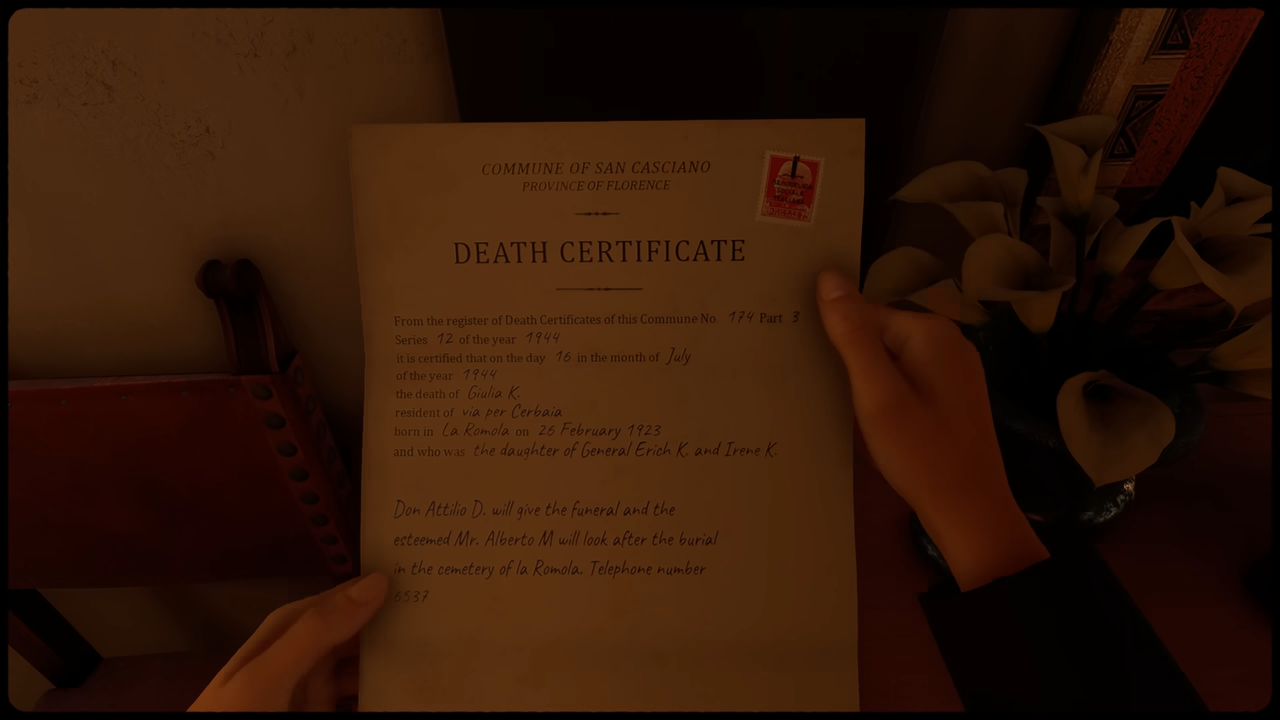 COMMUNE OF SAN CASCIANO
PROVINCE OF FLORENCE
DEATH CERTIFICATE
From the register of Death Certificates of this Commune No. 174 Part 3
Series 12 of the year 1944
it is certified that on the day 16 in the month of July
of the year 1944
the death of Giulia K.
resident of via per Cerbaia
born in La Romola on 26 February 1923
and who was the daughter of General Erich K. and Irene K.
Don Attilio D. will give the funeral and the
esteemed Mr. Alberto M will look after the burial
in the cemetery of la Romola. Telephone number
6537